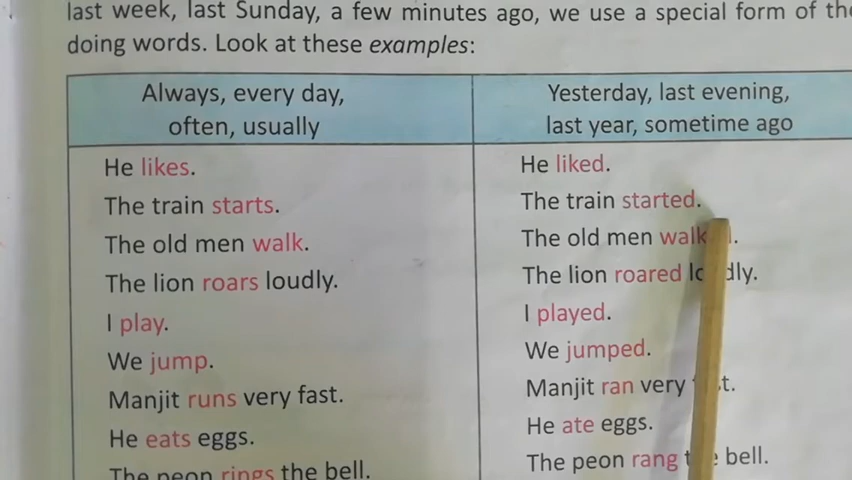 last week, last Sunday, a few minutes ago, we use a special form of the
doing words. Look at these examples:
Always, every day,
often, usually
Yesterday, last evening,
last year, sometime ago
He likes.
He liked.
The train starts.
The train started.
The old men walk.
The old men
The lion roars loudly.
The lion roared
I play.
I played.
We jump.
We jumped.
Manjit runs very fast.
Manjit ran very
He eats eggs.
He ate eggs.
The peon rings the bell.
The peon rang bell.